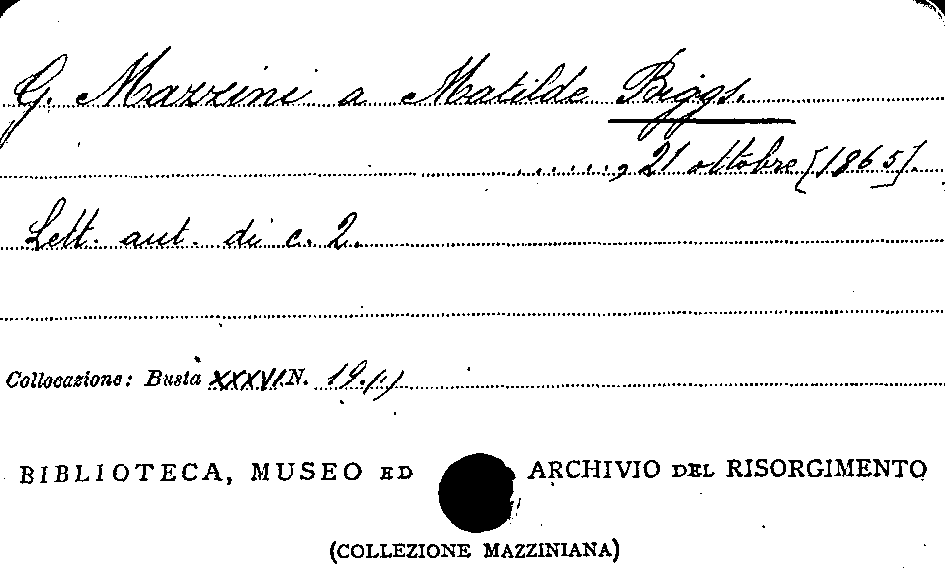 G. Mazzini a Matilde Biggs.
......, 21 ottobre [1865].
Lett. aut. di c. 2.
Collocazione: Busta XXXVI N. 19.(1)
BIBLIOTECA, MUSEO ED ARCHIVIO DEL RISORGIMENTO
(COLLEZIONE MAZZINIANA)